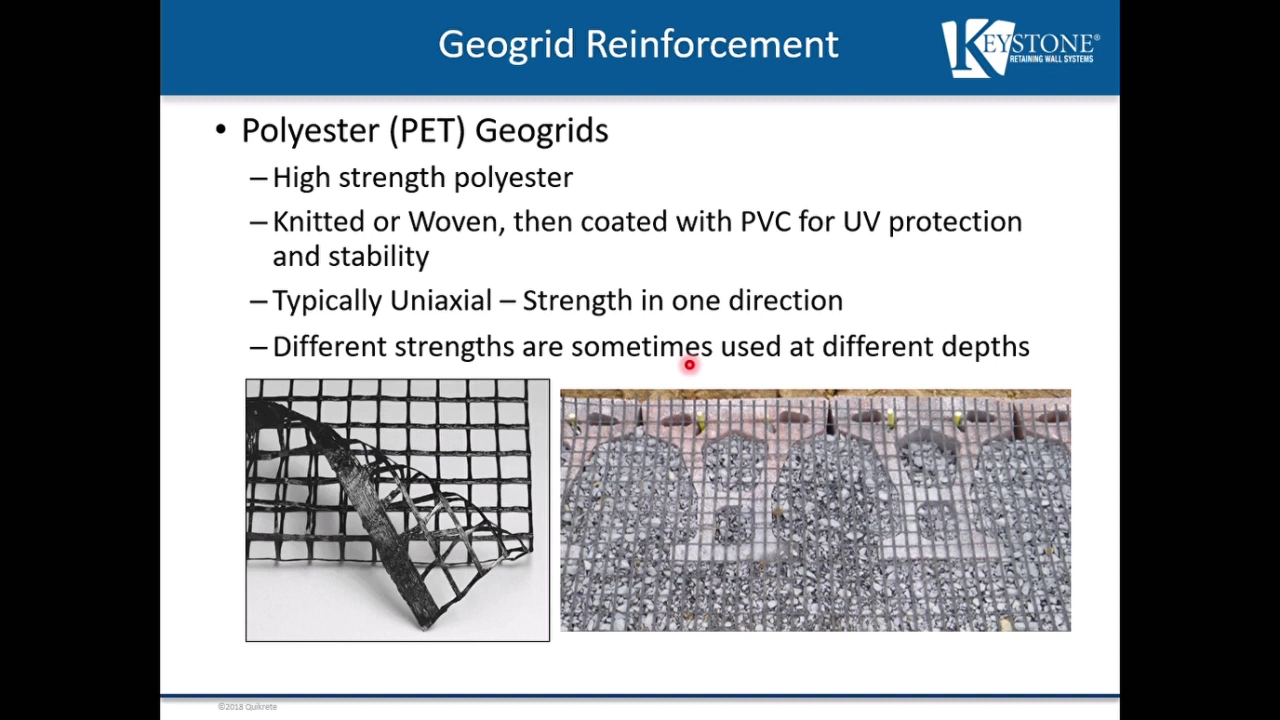 Geogrid Reinforcement
KEYSTONE®
RETAINING WALL SYSTEMS
• Polyester (PET) Geogrids
– High strength polyester
– Knitted or Woven, then coated with PVC for UV protection
and stability
– Typically Uniaxial – Strength in one direction
– Different strengths are sometimes used at different depths
©2018 Quikrete